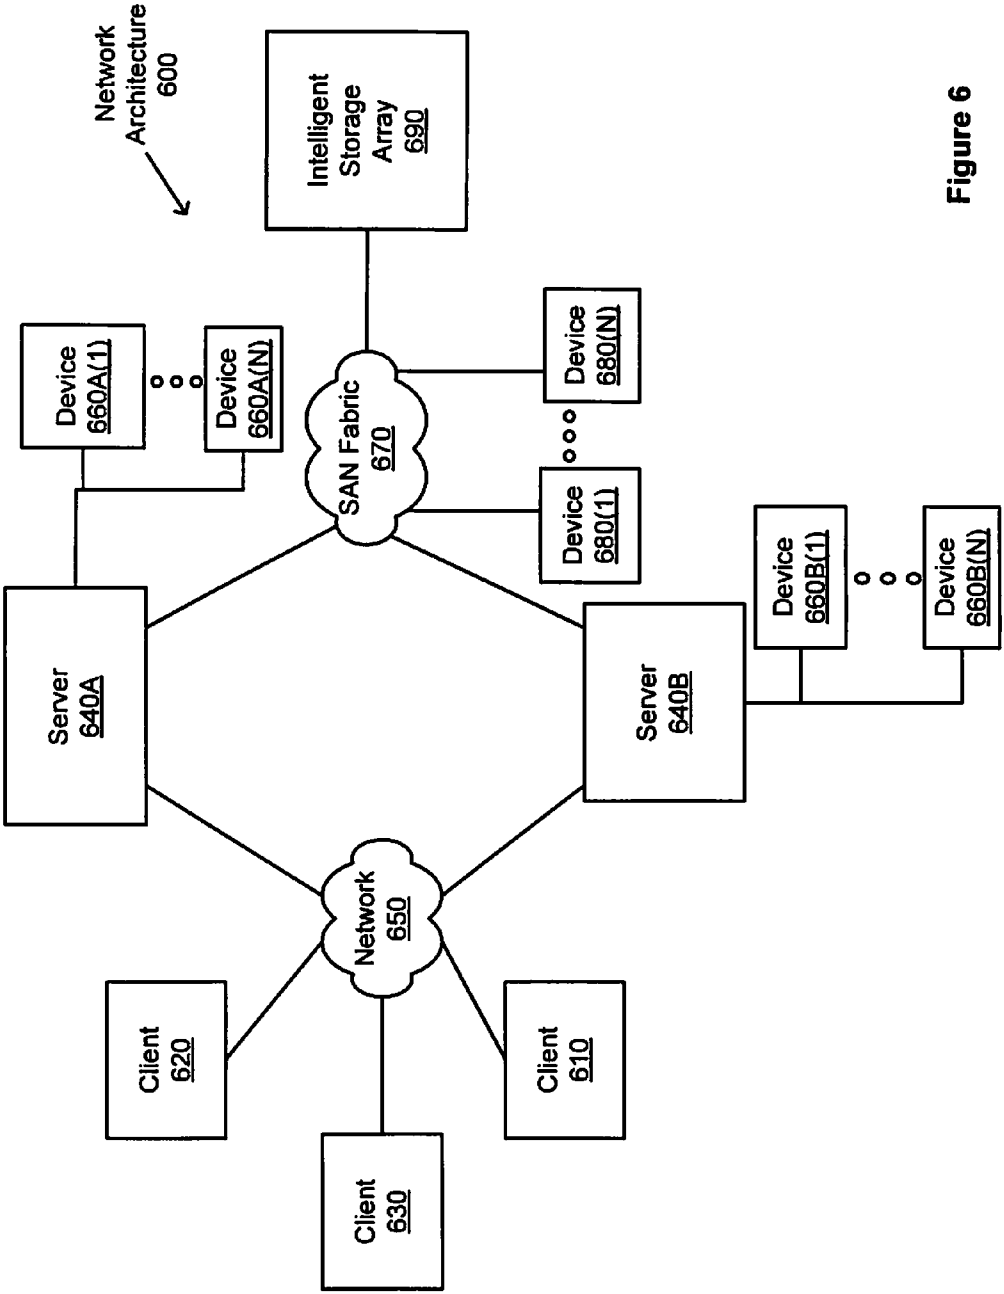 Network
Architecture
600
Device
660A(1)
Device
660A(N)
Intelligent
Storage
Array
690
Server
640A
SAN Fabric
670
Device
680(1)
Device
680(N)
Client
620
Network
650
Client
630
Client
610
Server
640B
Device
660B(1)
Device
660B(N)
Figure 6